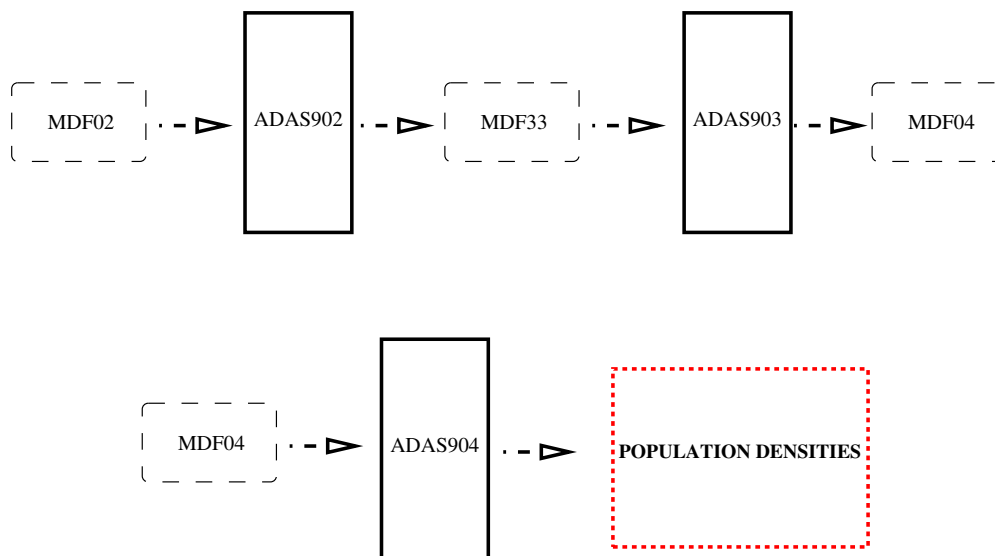 MDF02
ADAS902
MDF33
ADAS903
MDF04
MDF04
ADAS904
POPULATION DENSITIES